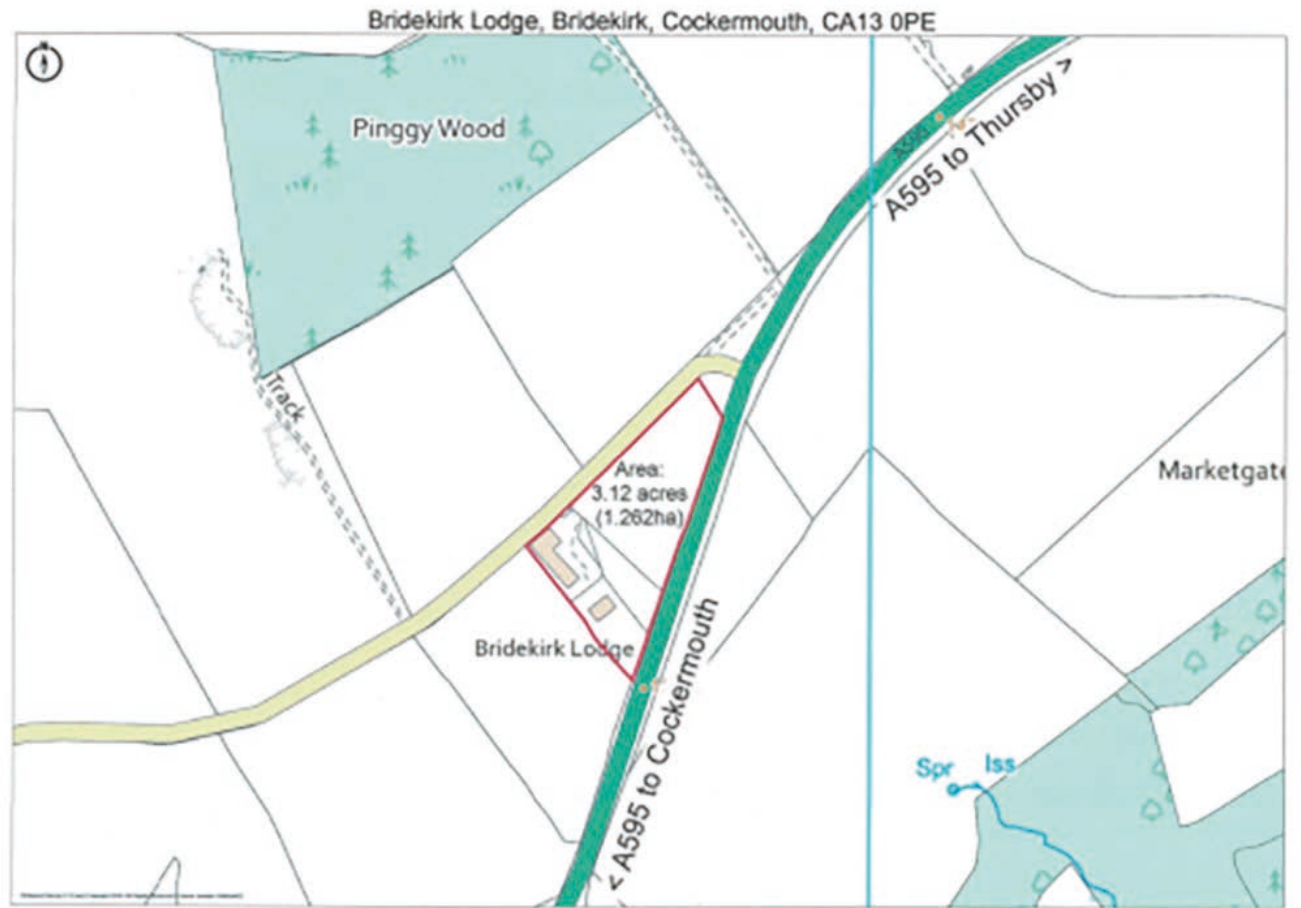 Bridekirk Lodge, Bridekirk, Cockermouth, CA13 0PE
Pinggy Wood
A595
A595 to Thursby >
Track
Area:
3.12 acres
(1.262ha)
Marketgate
Bridekirk Lodge
< A595 to Cockermouth
Spr
Iss